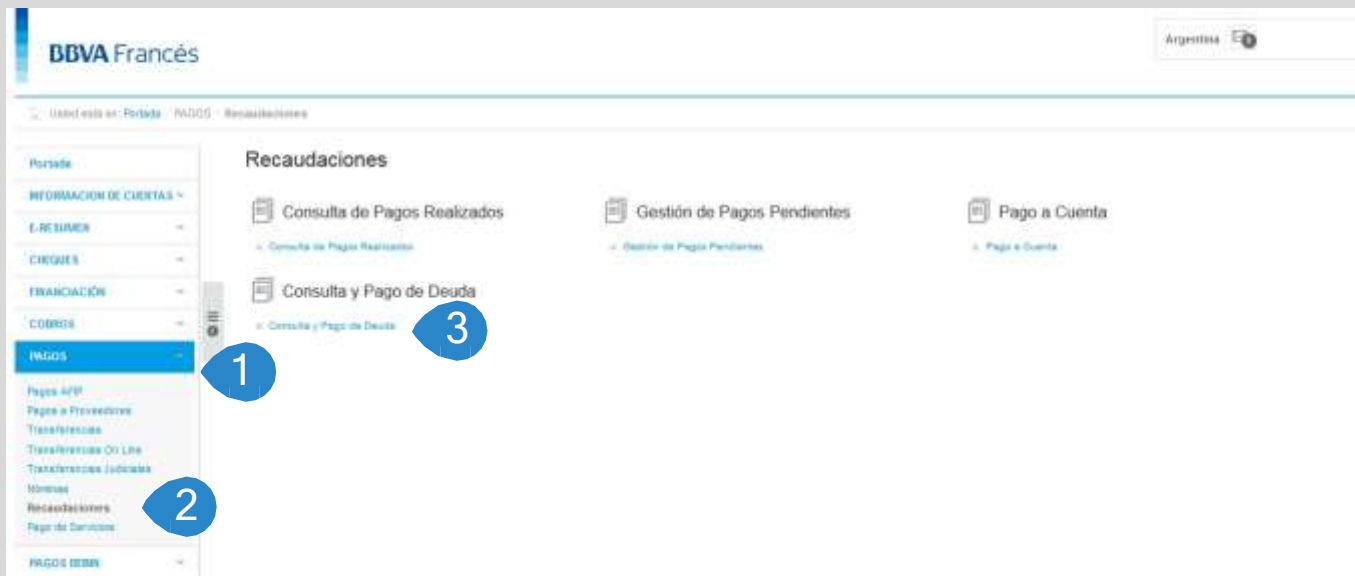 BBVA Francés
Argentina 0
Usted está en: Portada / PAGOS / Recaudaciones
Portada
INFORMACION DE CUENTAS
E-RESUMEN
CHEQUES
FINANCIACIÓN
COBROS
PAGOS
1
Pagos AFIP
Pagos a Proveedores
Transferencias
Transferencias On Line
Transferencias Judiciales
Nóminas
Recaudaciones
2
Pago de Servicios
PAGOS DEBIN
Recaudaciones
Consulta de Pagos Realizados
Consulta de Pagos Realizados
Gestión de Pagos Pendientes
Gestión de Pagos Pendientes
Pago a Cuenta
Pago a Cuenta
Consulta y Pago de Deuda
Consulta y Pago de Deuda
3